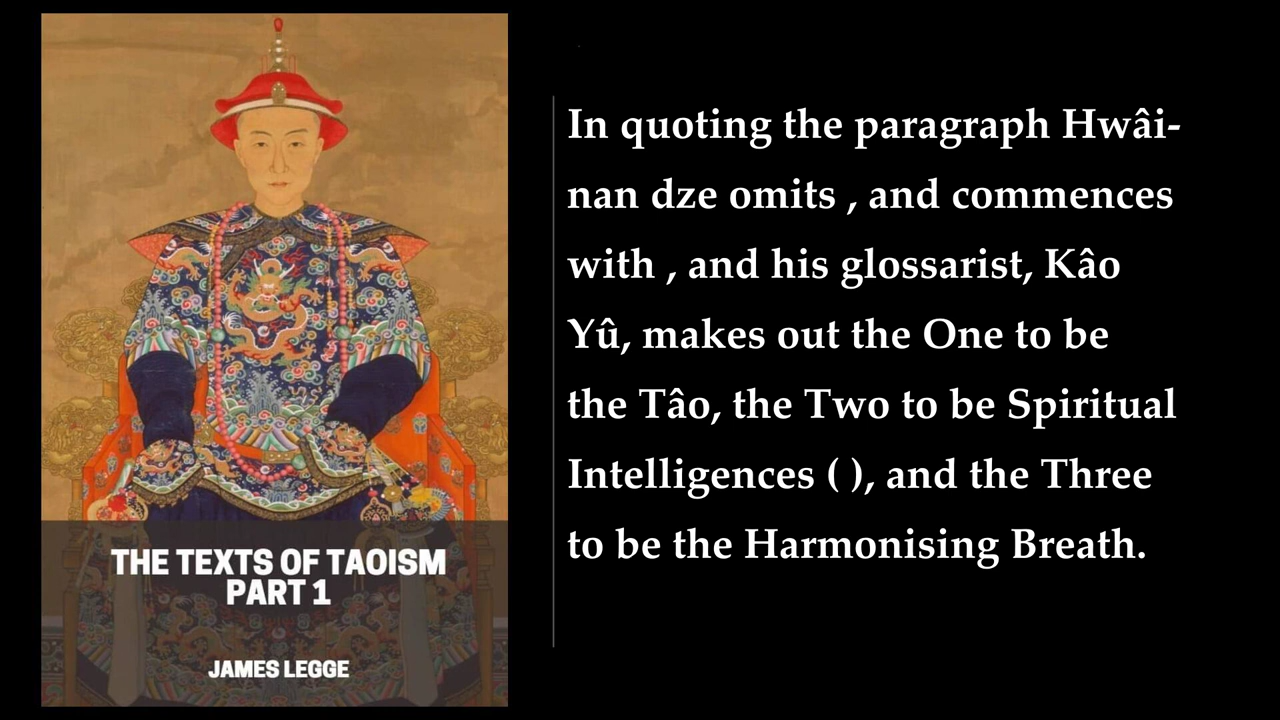 In quoting the paragraph Hwâi-
nan dze omits , and commences
with , and his glossarist, Kâo
Yû, makes out the One to be
the Tâo, the Two to be Spiritual
Intelligences ( ), and the Three
to be the Harmonising Breath.
THE TEXTS OF TAOISM
PART 1
JAMES LEGGE